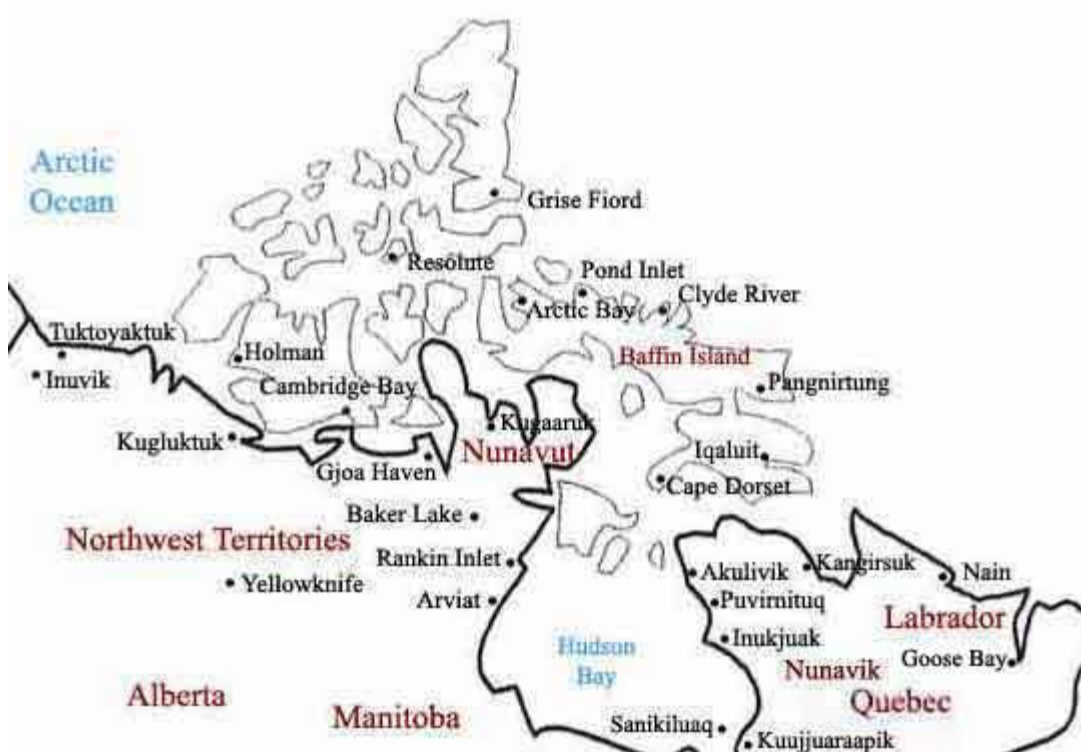 Arctic
Ocean
Grise Fiord
Resolute
Pond Inlet
Arctic Bay
Clyde River
Tuktoyaktuk
Holman
Baffin Island
Inuvik
Cambridge Bay
Pangnirtung
Kugluktuk
Kugaaruk
Nunavut
Iqaluit
Gjoa Haven
Cape Dorset
Baker Lake
Northwest Territories
Rankin Inlet
Akulivik
Kangirsuk
Nain
Yellowknife
Arviat
Puvirnituq
Labrador
Inukjuak
Hudson
Bay
Nunavik
Goose Bay
Alberta
Manitoba
Quebec
Sanikiluaq
Kuujjuaraapik